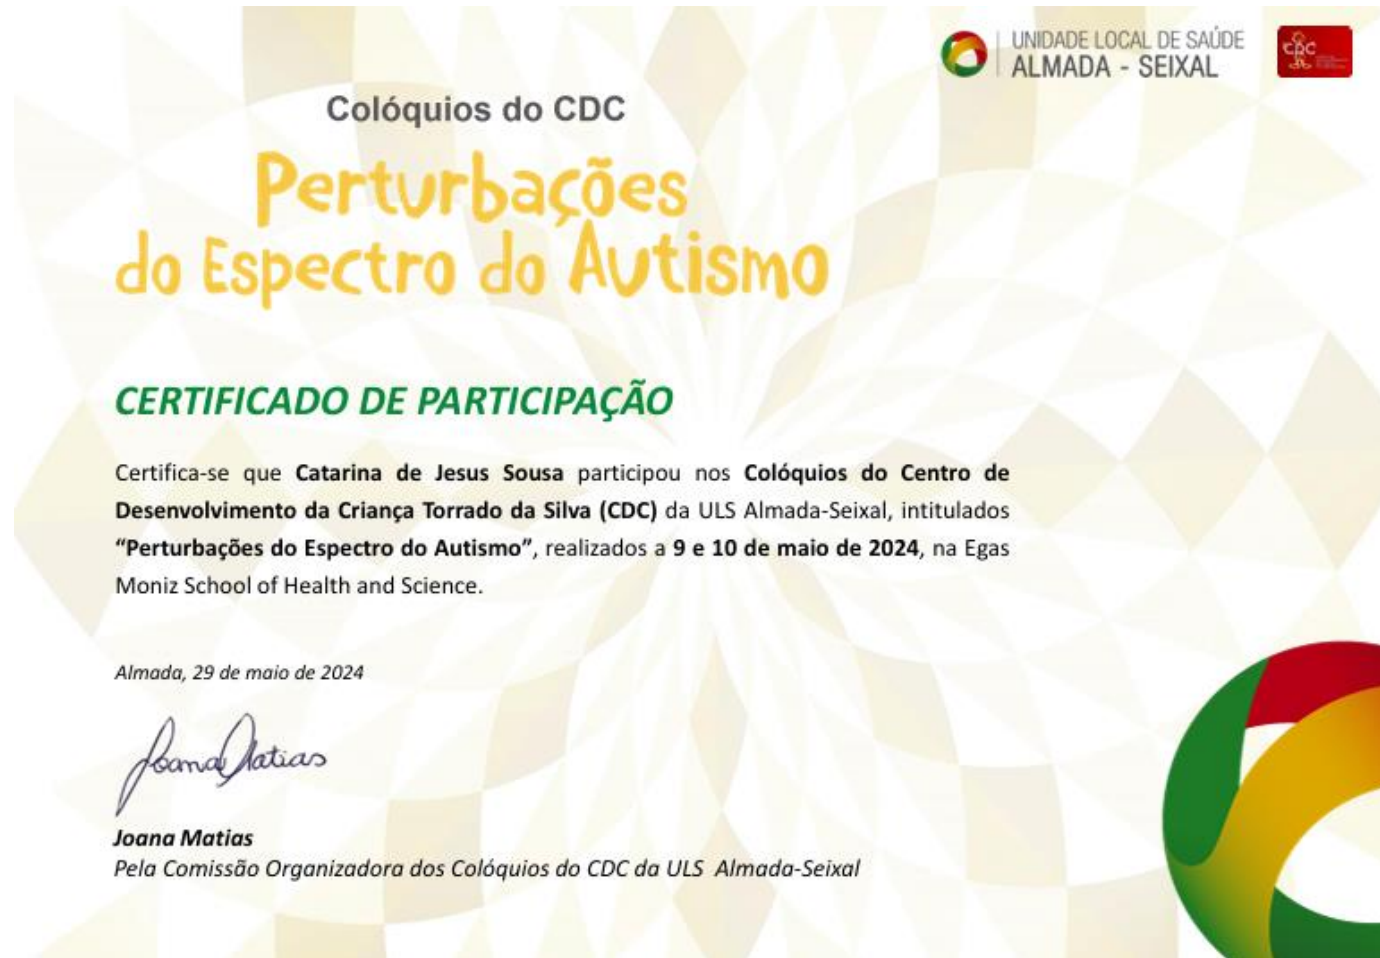 UNIDADE LOCAL DE SAÚDE
ALMADA - SEIXAL
CDC
Colóquios do CDC
Perturbações
do Espectro do Autismo
CERTIFICADO DE PARTICIPAÇÃO
Certifica-se que Catarina de Jesus Sousa participou nos Colóquios do Centro de
Desenvolvimento da Criança Torrado da Silva (CDC) da ULS Almada-Seixal, intitulados
“Perturbações do Espectro do Autismo”, realizados a 9 e 10 de maio de 2024, na Egas
Moniz School of Health and Science.
Almada, 29 de maio de 2024
Joana Matias
Joana Matias
Pela Comissão Organizadora dos Colóquios do CDC da ULS Almada-Seixal